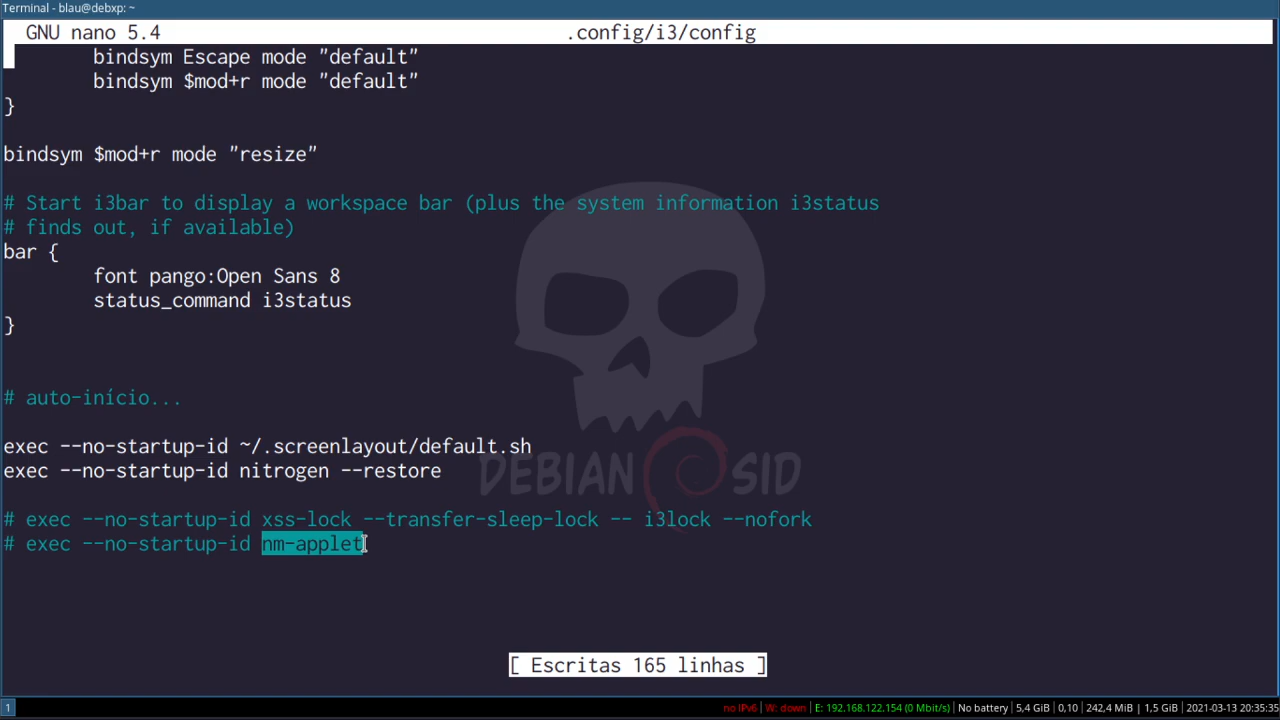 Terminal - blau@debxp: ~
GNU nano 5.4 .config/i3/config
bindsym Escape mode "default"
bindsym $mod+r mode "default"
}
bindsym $mod+r mode "resize"
# Start i3bar to display a workspace bar (plus the system information i3status
# finds out, if available)
bar {
font pango:Open Sans 8
status_command i3status
}
# auto-início...
exec --no-startup-id ~/.screenlayout/default.sh
exec --no-startup-id nitrogen --restore
DEBIAN SID
# exec --no-startup-id xss-lock --transfer-sleep-lock -- i3lock --nofork
# exec --no-startup-id nm-applet
[ Escritas 165 linhas ]
1 no IPv6 | W: down | E: 192.168.122.154 (0 Mbit/s) | No battery | 5,4 GiB | 0,10 | 242,4 MiB | 1,5 GiB | 2021-03-13 20:35:35